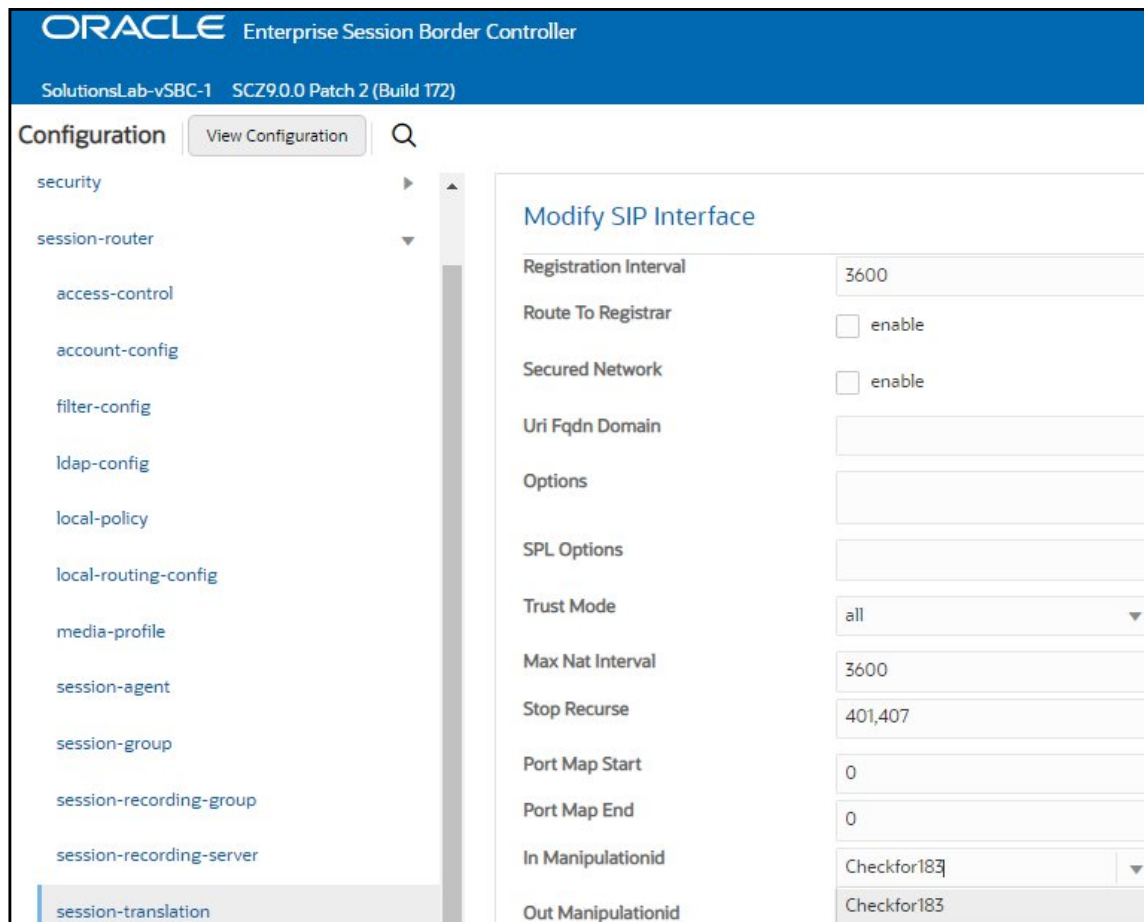 ORACLE Enterprise Session Border Controller
SolutionsLab-vSBC-1 SCZ9.0.0 Patch 2 (Build 172)
Configuration View Configuration
security
session-router
access-control
account-config
filter-config
ldap-config
local-policy
local-routing-config
media-profile
session-agent
session-group
session-recording-group
session-recording-server
session-translation
Modify SIP Interface
Registration Interval 3600
Route To Registrar enable
Secured Network enable
Uri Fqdn Domain
Options
SPL Options
Trust Mode all
Max Nat Interval 3600
Stop Recurse 401,407
Port Map Start 0
Port Map End 0
In Manipulationid Checkfor183
Checkfor183
Out Manipulationid